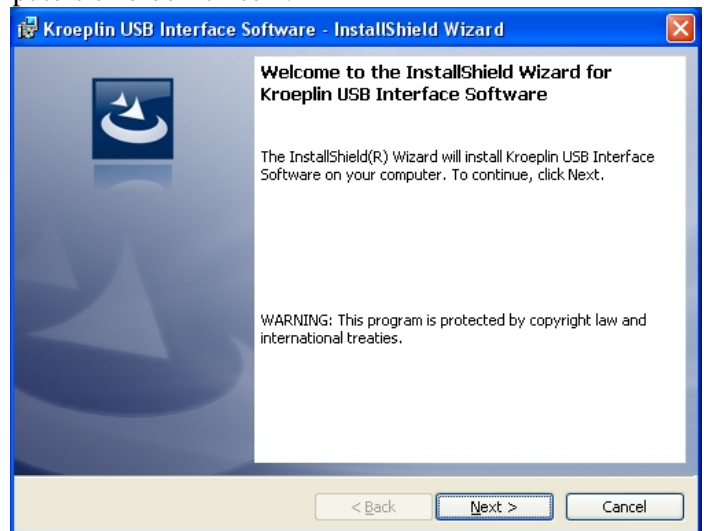 Kroeplin USB Interface Software - InstallShield Wizard
Welcome to the InstallShield Wizard for
Kroeplin USB Interface Software
The InstallShield(R) Wizard will install Kroeplin USB Interface
Software on your computer. To continue, click Next.
WARNING: This program is protected by copyright law and
international treaties.
< Back Next > Cancel